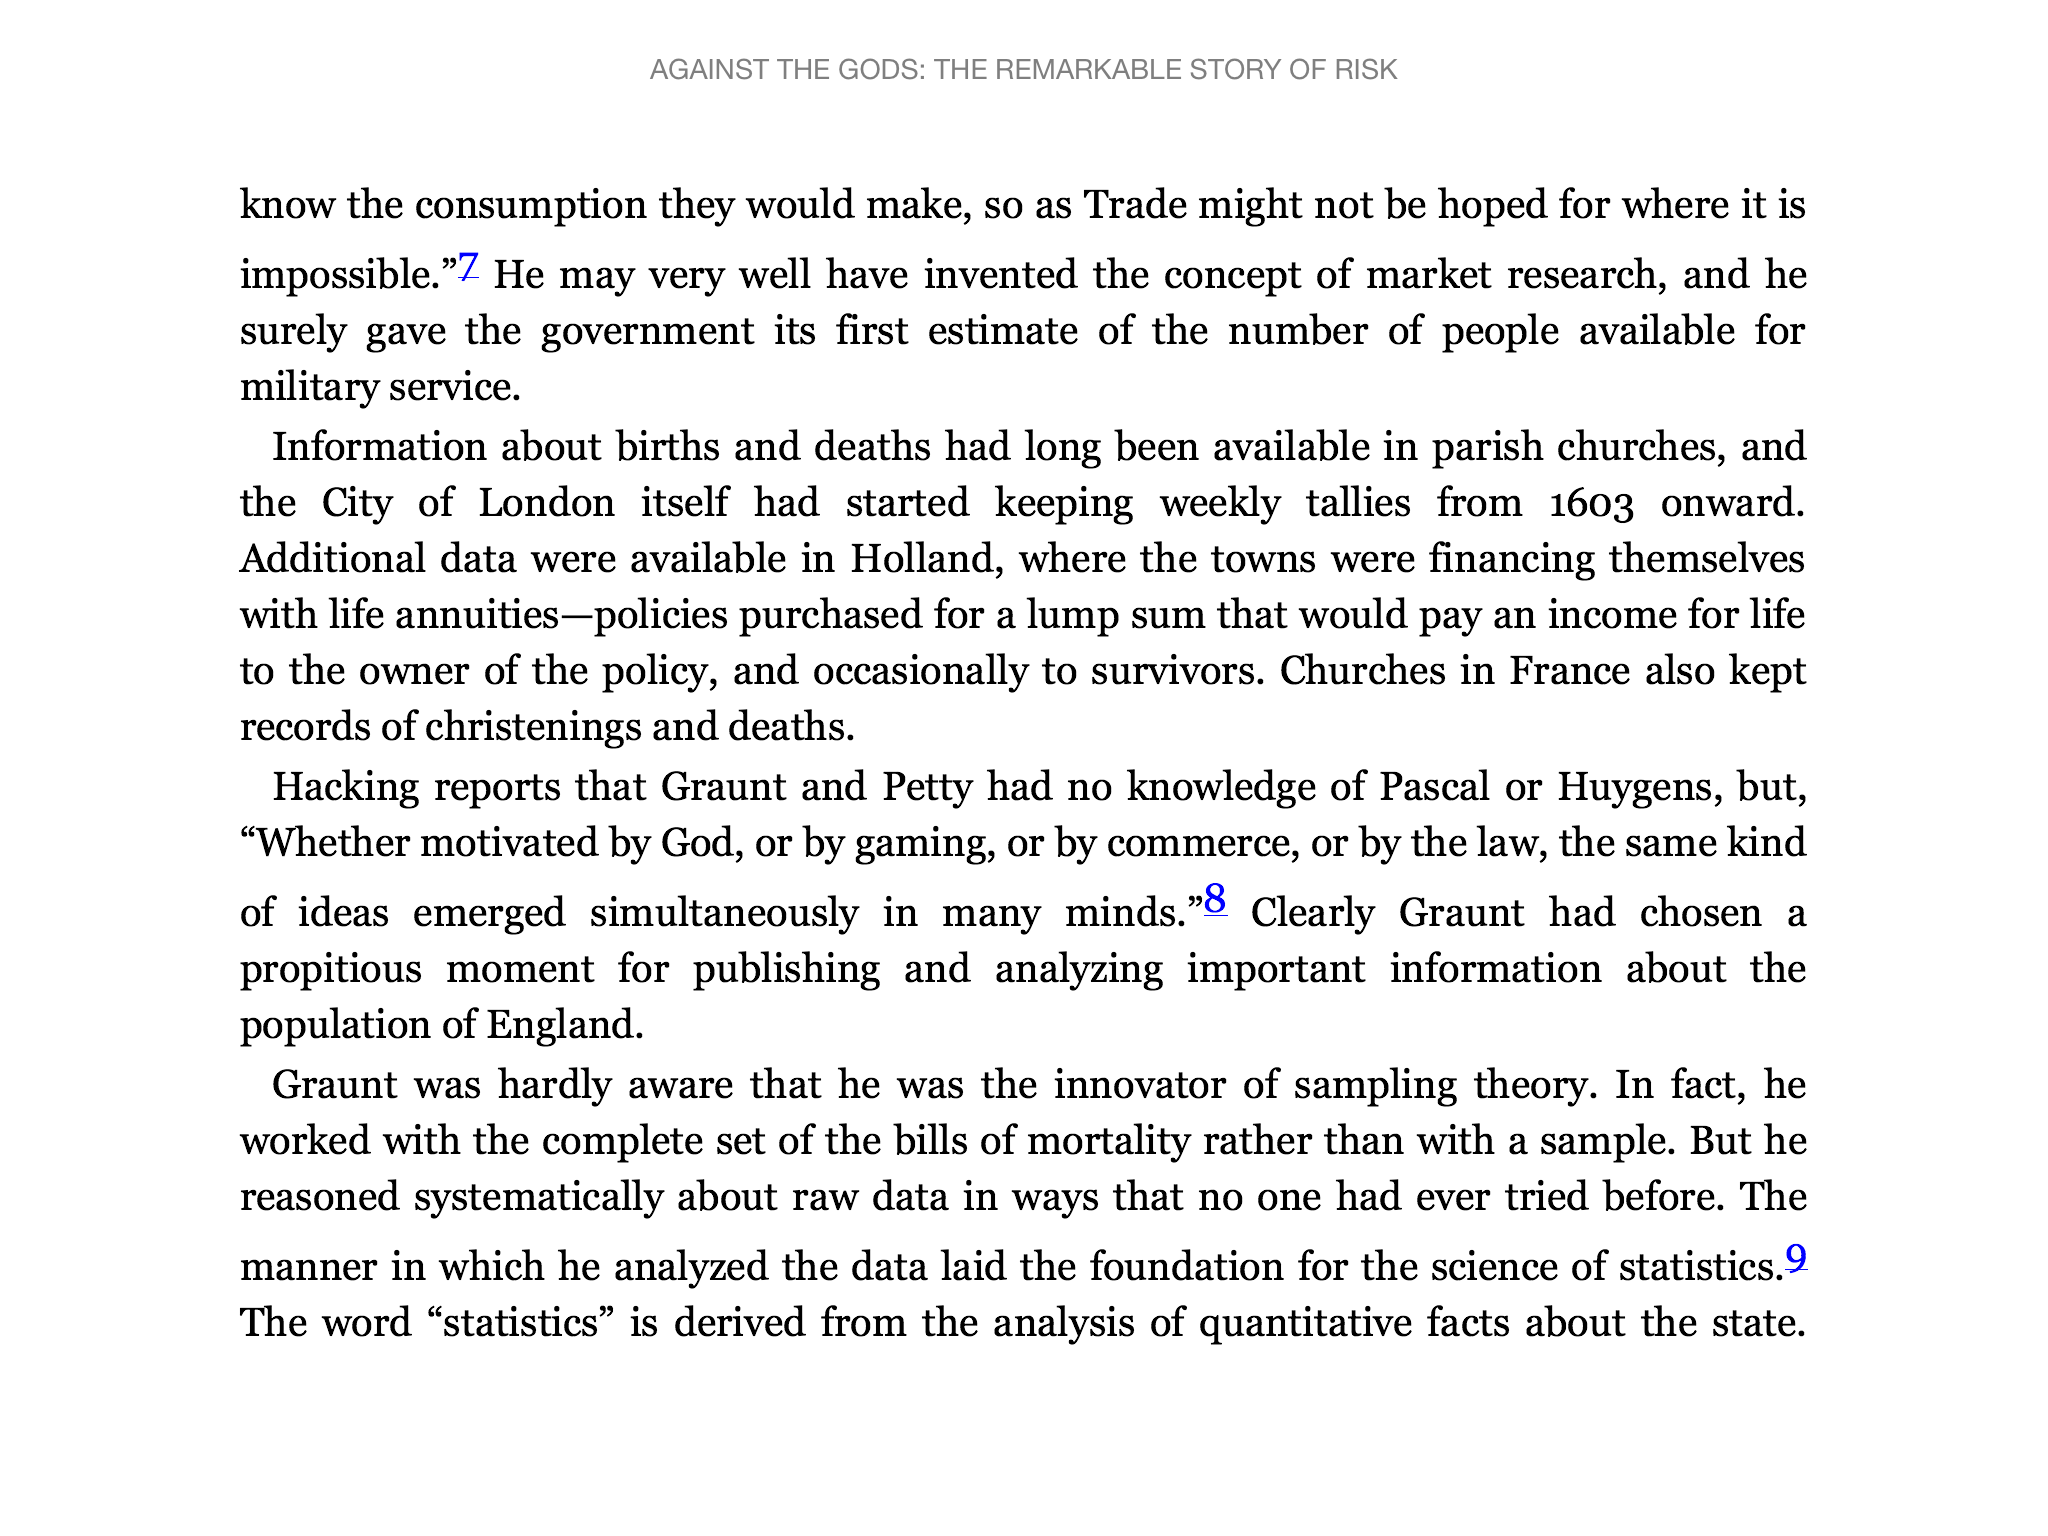 AGAINST THE GODS: THE REMARKABLE STORY OF RISK
know the consumption they would make, so as Trade might not be hoped for where it is
impossible.”7 He may very well have invented the concept of market research, and he
surely gave the government its first estimate of the number of people available for
military service.
Information about births and deaths had long been available in parish churches, and
the City of London itself had started keeping weekly tallies from 1603 onward.
Additional data were available in Holland, where the towns were financing themselves
with life annuities—policies purchased for a lump sum that would pay an income for life
to the owner of the policy, and occasionally to survivors. Churches in France also kept
records of christenings and deaths.
Hacking reports that Graunt and Petty had no knowledge of Pascal or Huygens, but,
“Whether motivated by God, or by gaming, or by commerce, or by the law, the same kind
of ideas emerged simultaneously in many minds.”8 Clearly Graunt had chosen a
propitious moment for publishing and analyzing important information about the
population of England.
Graunt was hardly aware that he was the innovator of sampling theory. In fact, he
worked with the complete set of the bills of mortality rather than with a sample. But he
reasoned systematically about raw data in ways that no one had ever tried before. The
manner in which he analyzed the data laid the foundation for the science of statistics.9
The word “statistics” is derived from the analysis of quantitative facts about the state.